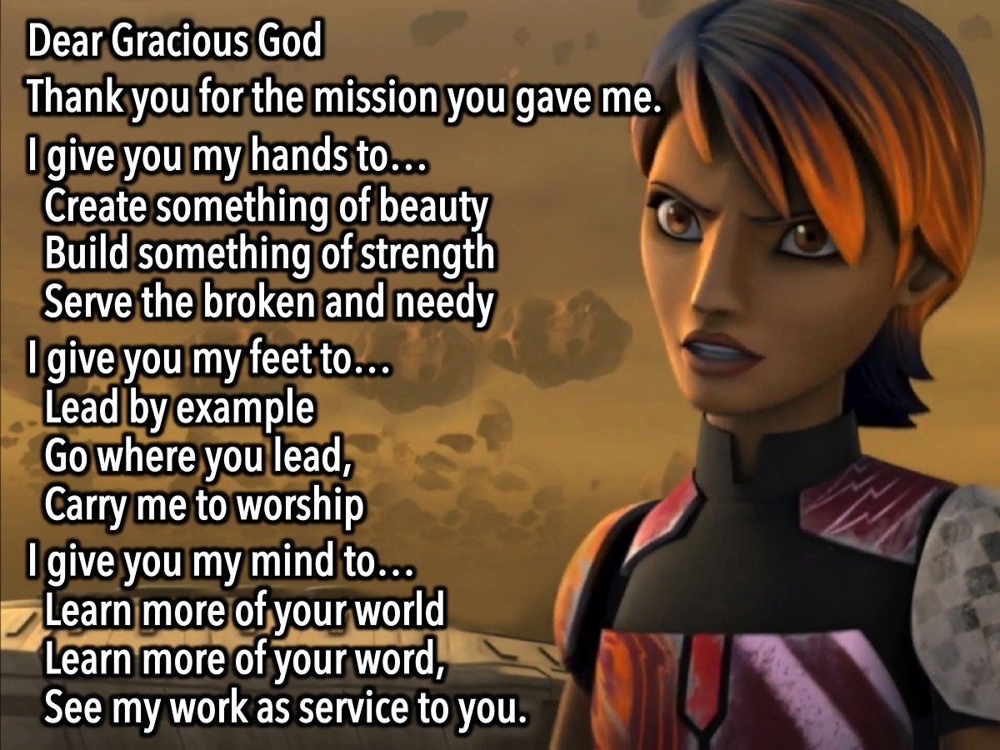 Dear Gracious God
Thank you for the mission you gave me.
I give you my hands to…
Create something of beauty
Build something of strength
Serve the broken and needy
I give you my feet to…
Lead by example
Go where you lead,
Carry me to worship
I give you my mind to…
Learn more of your world
Learn more of your word,
See my work as service to you.